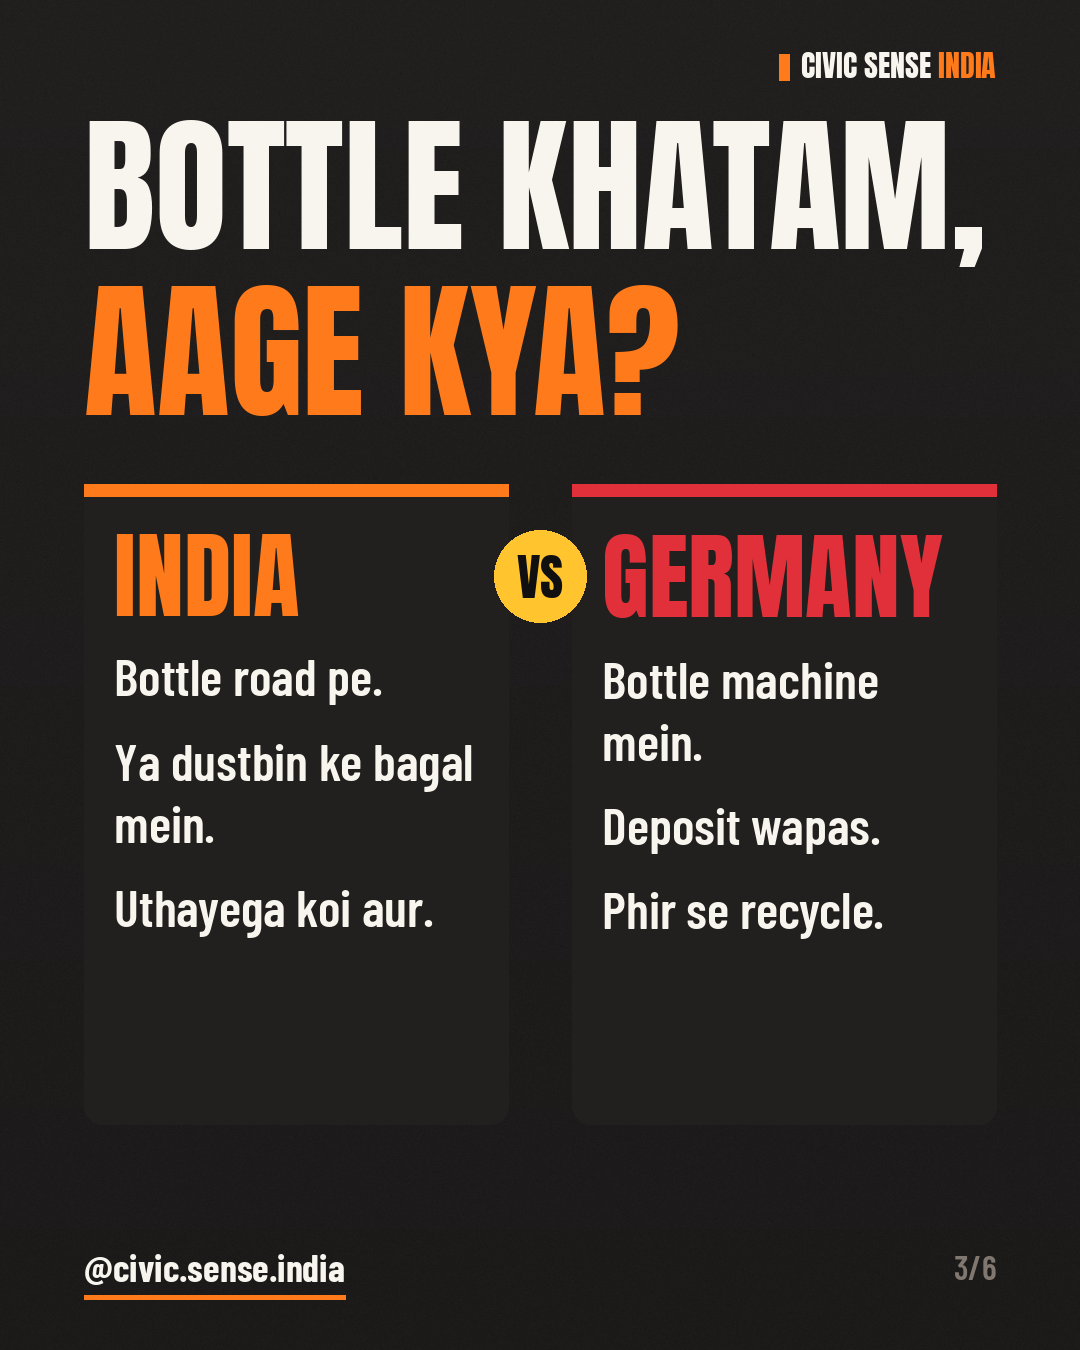 CIVIC SENSE INDIA
BOTTLE KHATAM,
AAGE KYA?
INDIA
Bottle road pe.
Ya dustbin ke bagal
mein.
Uthayega koi aur.
VS
GERMANY
Bottle machine
mein.
Deposit wapas.
Phir se recycle.
@civic.sense.india
3/6